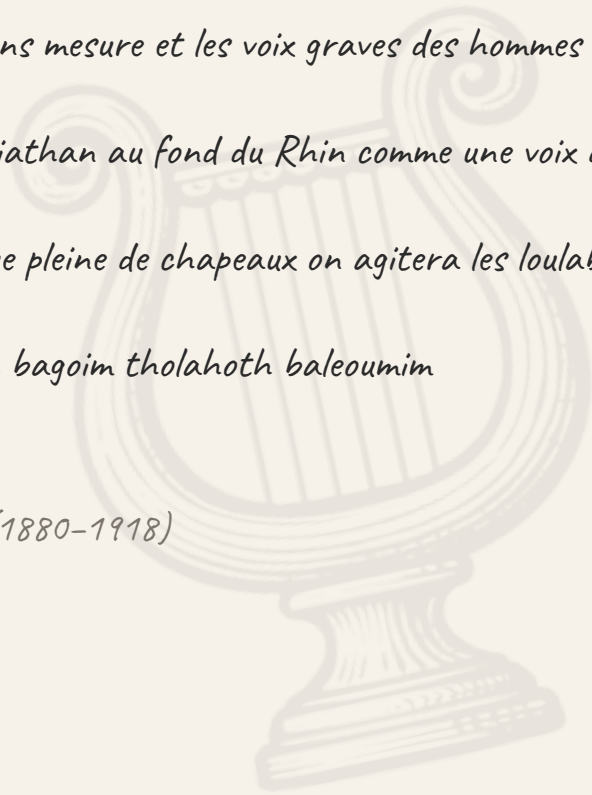 ns mesure et les voix graves des hommes
iathan au fond du Rhin comme une voix
e pleine de chapeaux on agitera les loulab
bagoim tholahoth baleoumim
(1880–1918)